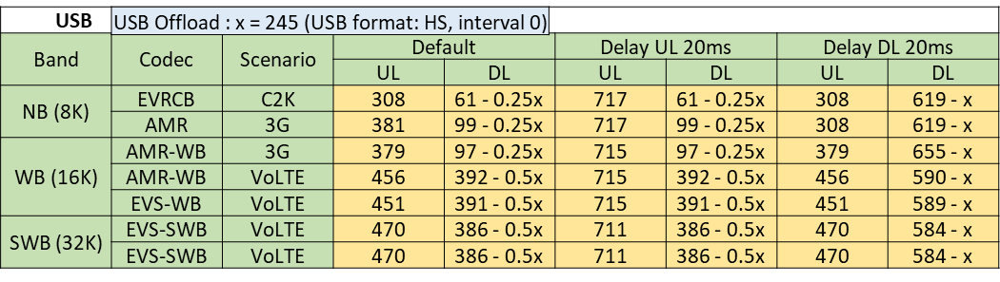 USB USB Offload : x = 245 (USB format: HS, interval 0)
Band Codec Scenario Default Delay UL 20ms Delay DL 20ms
UL DL UL DL UL DL
NB (8K) EVRCB C2K 308 61 - 0.25x 717 61 - 0.25x 308 619 - x
AMR 3G 381 99 - 0.25x 717 99 - 0.25x 308 619 - x
WB (16K) AMR-WB 3G 379 97 - 0.25x 715 97 - 0.25x 379 655 - x
AMR-WB VoLTE 456 392 - 0.5x 715 392 - 0.5x 456 590 - x
EVS-WB VoLTE 451 391 - 0.5x 715 391 - 0.5x 451 589 - x
SWB (32K) EVS-SWB VoLTE 470 386 - 0.5x 711 386 - 0.5x 470 584 - x
EVS-SWB VoLTE 470 386 - 0.5x 711 386 - 0.5x 470 584 - x